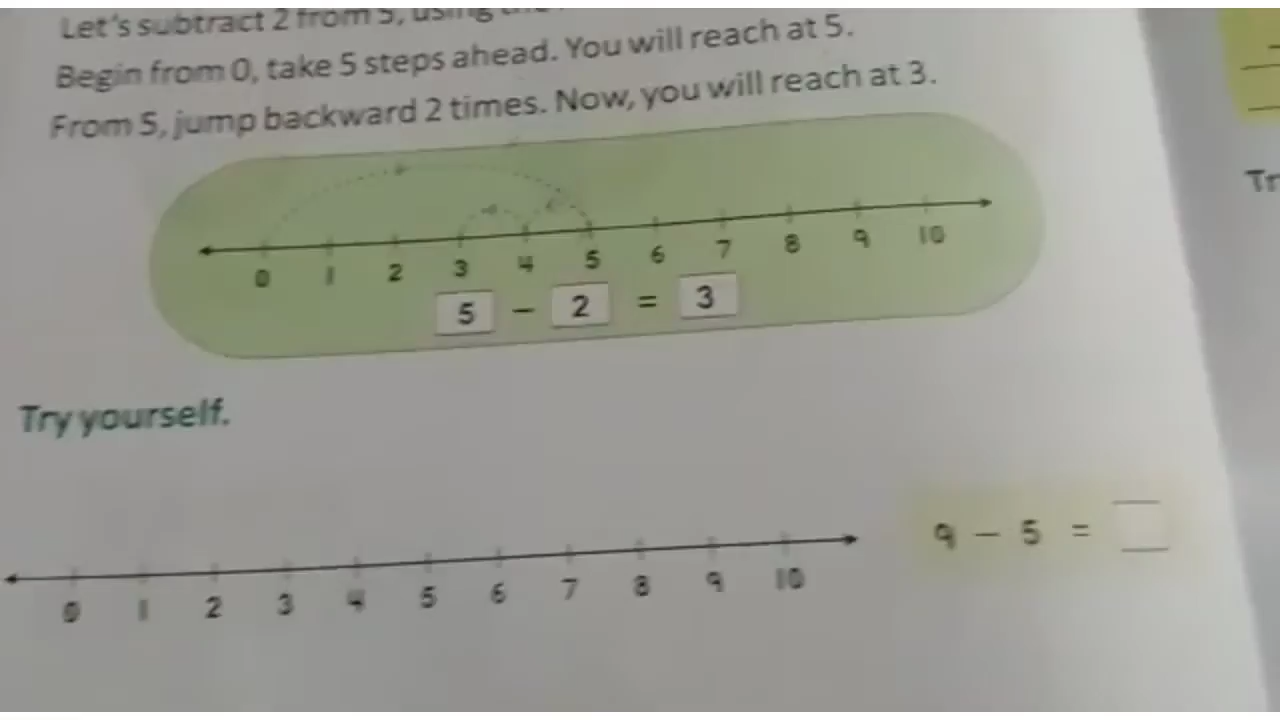 Let's subtract 2 from 5, using
Begin from 0, take 5 steps ahead. You will reach at 5.
From 5, jump backward 2 times. Now, you will reach at 3.
0 1 2 3 4 5 6 7 8 9 10
5 − 2 = 3
Try yourself.
9 − 5 =
0 1 2 3 4 5 6 7 8 9 10